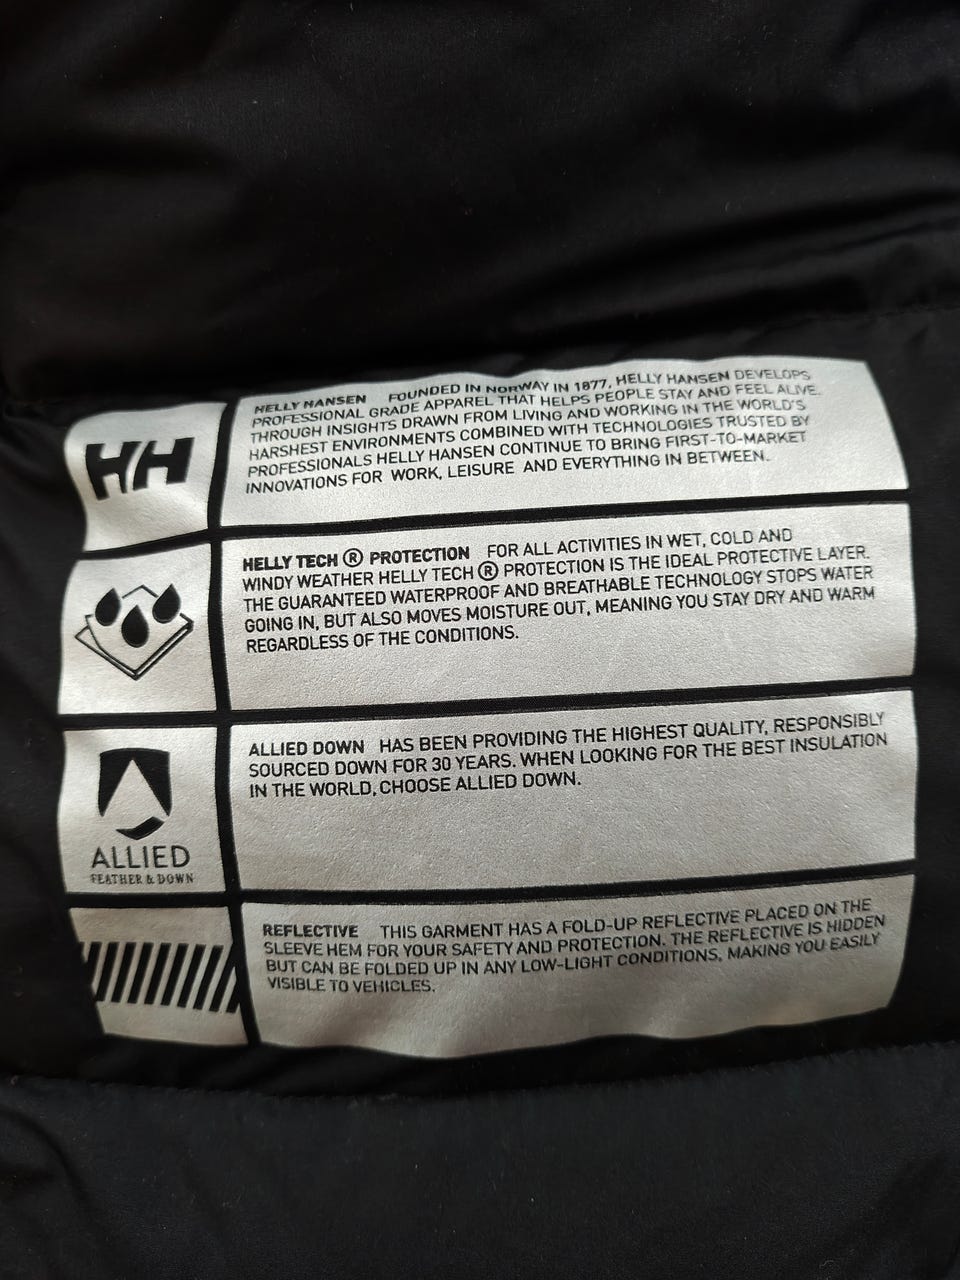 HH
HELLY HANSEN FOUNDED IN NORWAY IN 1877, HELLY HANSEN DEVELOPS
PROFESSIONAL GRADE APPAREL THAT HELPS PEOPLE STAY AND FEEL ALIVE.
THROUGH INSIGHTS DRAWN FROM LIVING AND WORKING IN THE WORLD'S
HARSHEST ENVIRONMENTS COMBINED WITH TECHNOLOGIES TRUSTED BY
PROFESSIONALS HELLY HANSEN CONTINUE TO BRING FIRST-TO-MARKET
INNOVATIONS FOR WORK, LEISURE AND EVERYTHING IN BETWEEN.
HELLY TECH ® PROTECTION FOR ALL ACTIVITIES IN WET, COLD AND
WINDY WEATHER HELLY TECH ® PROTECTION IS THE IDEAL PROTECTIVE LAYER.
THE GUARANTEED WATERPROOF AND BREATHABLE TECHNOLOGY STOPS WATER
GOING IN, BUT ALSO MOVES MOISTURE OUT, MEANING YOU STAY DRY AND WARM
REGARDLESS OF THE CONDITIONS.
ALLIED
FEATHER & DOWN
ALLIED DOWN HAS BEEN PROVIDING THE HIGHEST QUALITY, RESPONSIBLY
SOURCED DOWN FOR 30 YEARS. WHEN LOOKING FOR THE BEST INSULATION
IN THE WORLD, CHOOSE ALLIED DOWN.
REFLECTIVE THIS GARMENT HAS A FOLD-UP REFLECTIVE PLACED ON THE
SLEEVE HEM FOR YOUR SAFETY AND PROTECTION. THE REFLECTIVE IS HIDDEN
BUT CAN BE FOLDED UP IN ANY LOW-LIGHT CONDITIONS, MAKING YOU EASILY
VISIBLE TO VEHICLES.